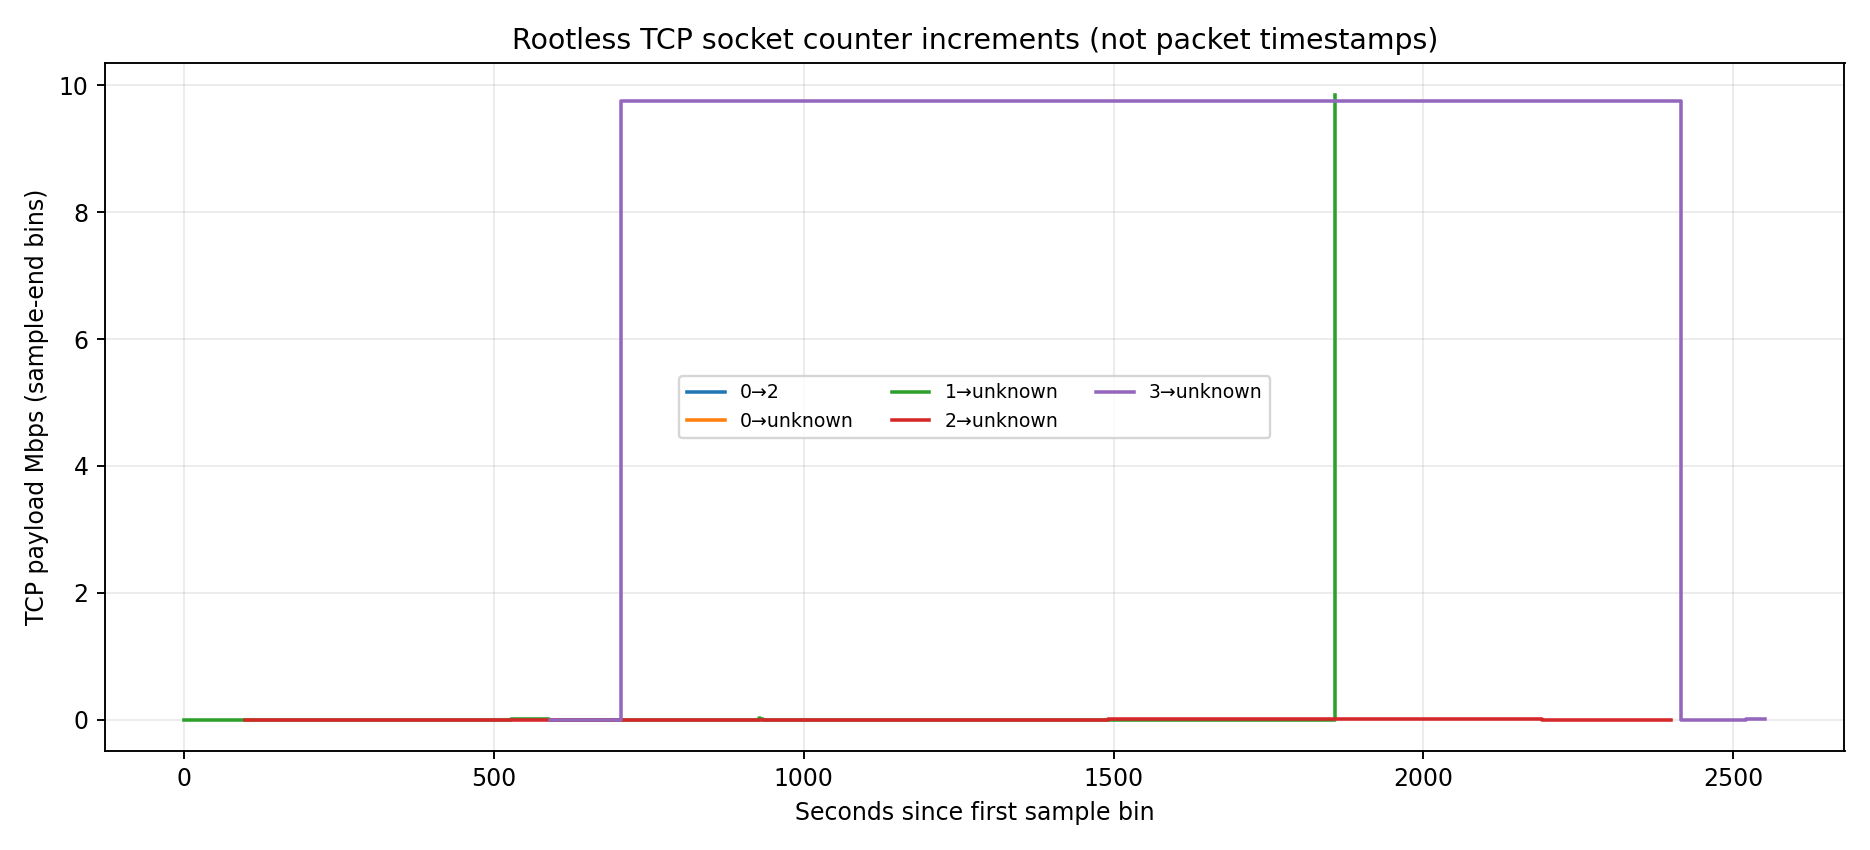 Rootless TCP socket counter increments (not packet timestamps)
TCP payload Mbps (sample-end bins)
10
8
6
4
2
0
0→2
0→unknown
1→unknown
2→unknown
3→unknown
0 500 1000 1500 2000 2500
Seconds since first sample bin